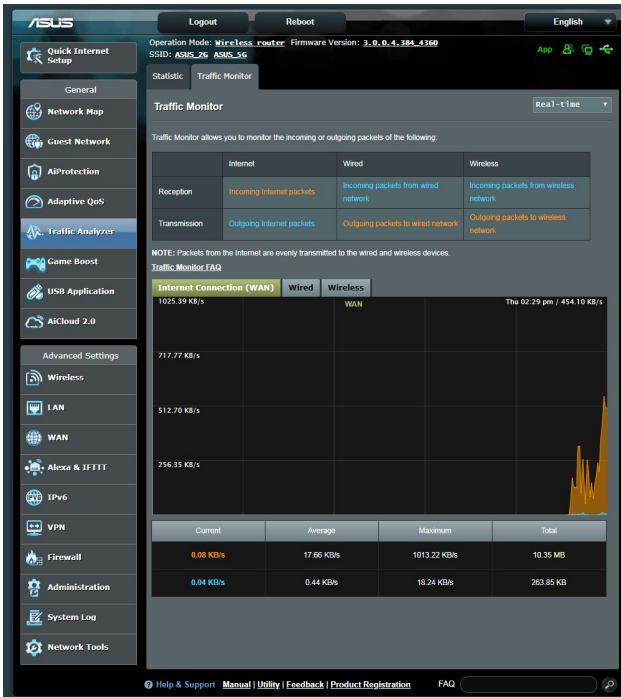 ASUS
Logout
Reboot
English
Operation Mode: Wireless router Firmware Version: 3.0.0.4.384_4360
SSID: ASUS_2G ASUS_5G
App
Quick Internet
Setup
General
Network Map
Guest Network
AiProtection
Adaptive QoS
Traffic Analyzer
Game Boost
USB Application
AiCloud 2.0
Advanced Settings
Wireless
LAN
WAN
Alexa & IFTTT
IPv6
VPN
Firewall
Administration
System Log
Network Tools
Statistic
Traffic Monitor
Traffic Monitor
Real-time
Traffic Monitor allows you to monitor the incoming or outgoing packets of the following:
Internet Wired Wireless
Reception Incoming Internet packets Incoming packets from wired network Incoming packets from wireless network
Transmission Outgoing Internet packets Outgoing packets to wired network Outgoing packets to wireless network
NOTE: Packets from the Internet are evenly transmitted to the wired and wireless devices.
Traffic Monitor FAQ
Internet Connection (WAN) Wired Wireless
1025.39 KB/s WAN Thu 02:29 pm / 454.10 KB/s
717.77 KB/s
512.70 KB/s
256.35 KB/s
Current Average Maximum Total
0.08 KB/s 17.66 KB/s 1013.22 KB/s 10.35 MB
0.04 KB/s 0.44 KB/s 18.24 KB/s 263.85 KB
Help & Support Manual | Utility | Feedback | Product Registration FAQ